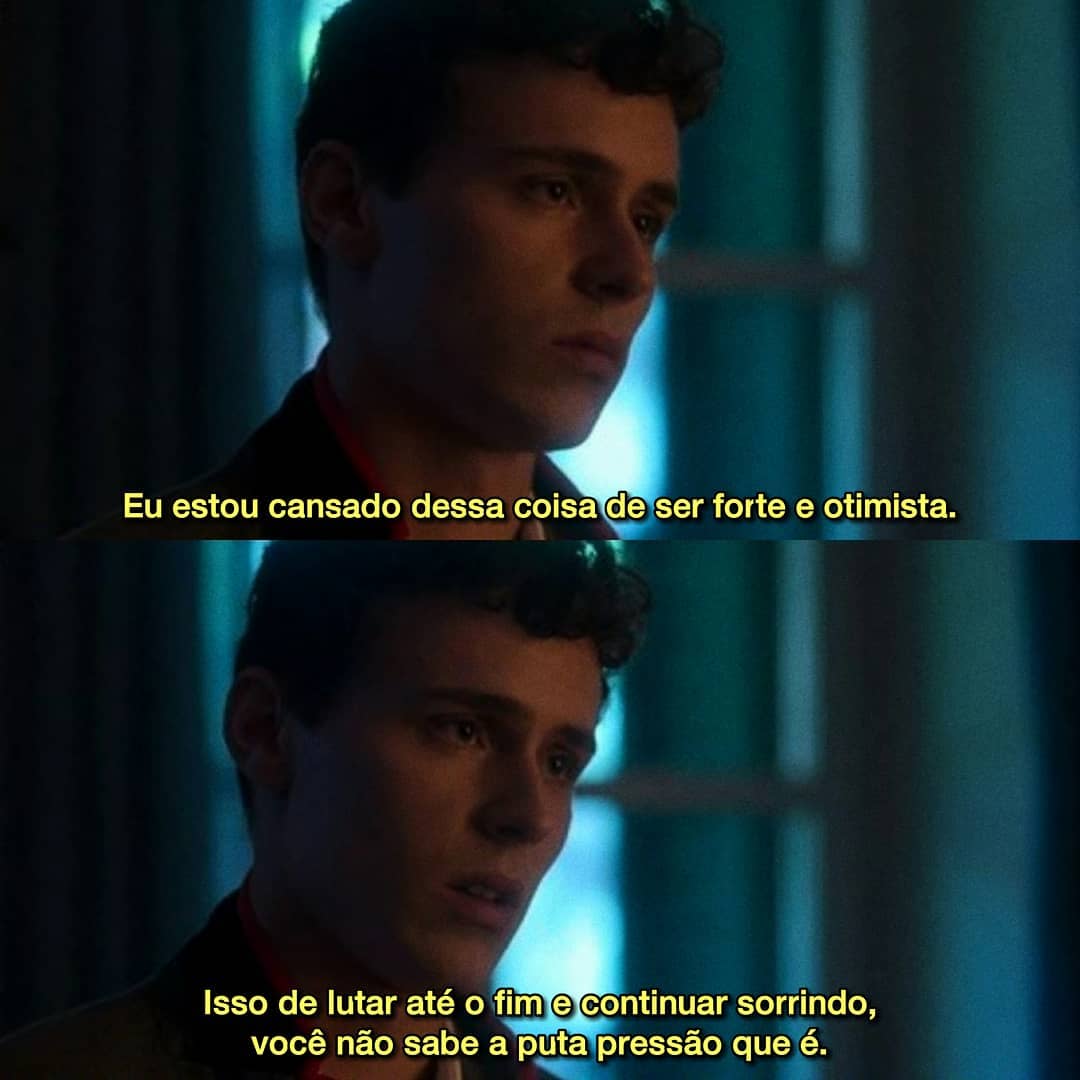 Eu estou cansado dessa coisa de ser forte e otimista.
Isso de lutar até o fim e continuar sorrindo,
você não sabe a puta pressão que é.